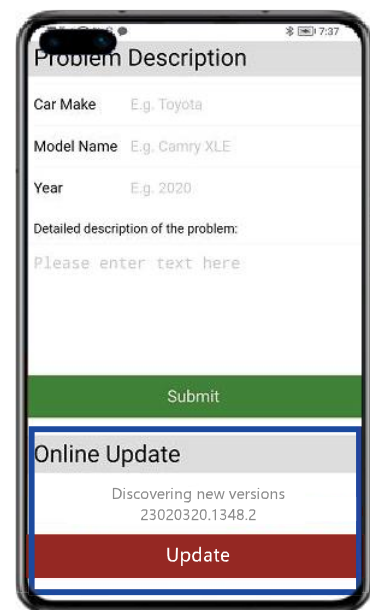 7:37
Problem Description
Car Make E.g. Toyota
Model Name E.g. Camry XLE
Year E.g. 2020
Detailed description of the problem:
Please enter text here
Submit
Online Update
Discovering new versions
23020320.1348.2
Update